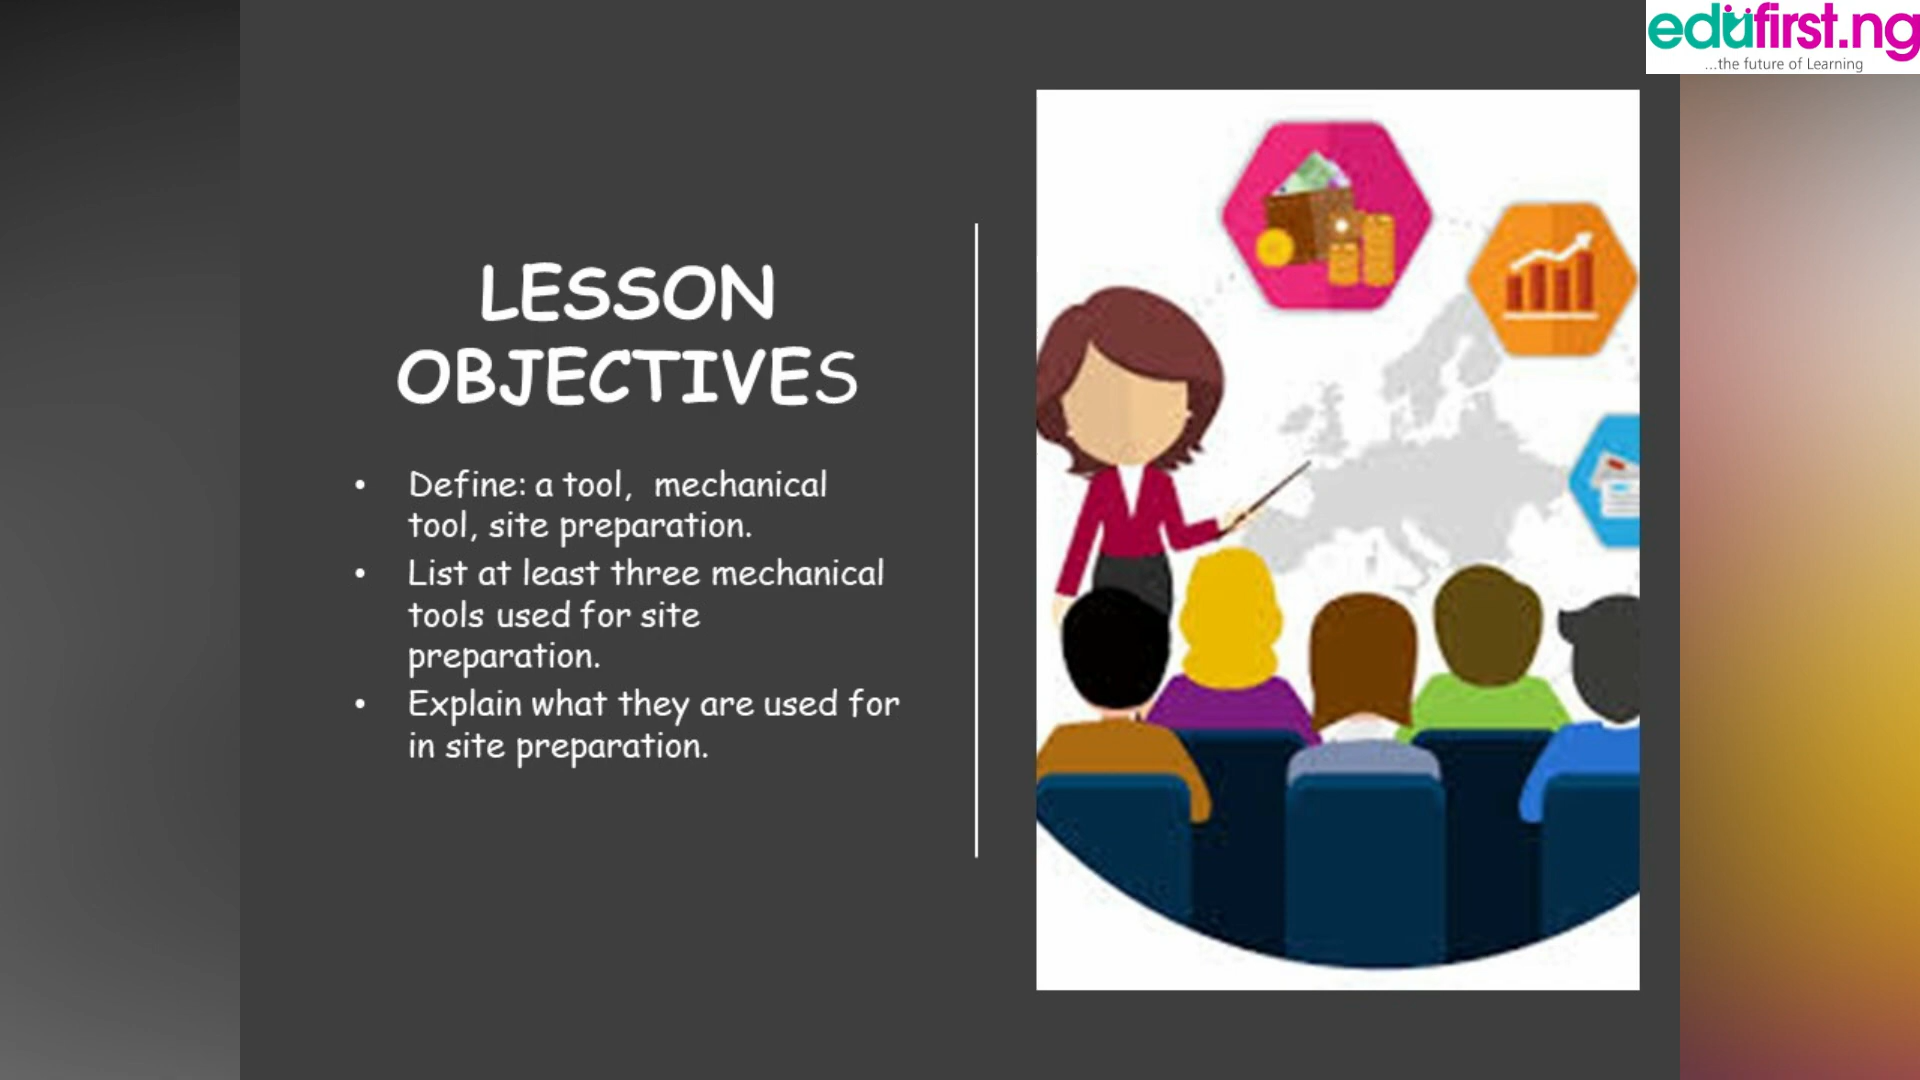 edufirst.ng
...the future of Learning
LESSON
OBJECTIVES
• Define: a tool, mechanical
tool, site preparation.
• List at least three mechanical
tools used for site
preparation.
• Explain what they are used for
in site preparation.